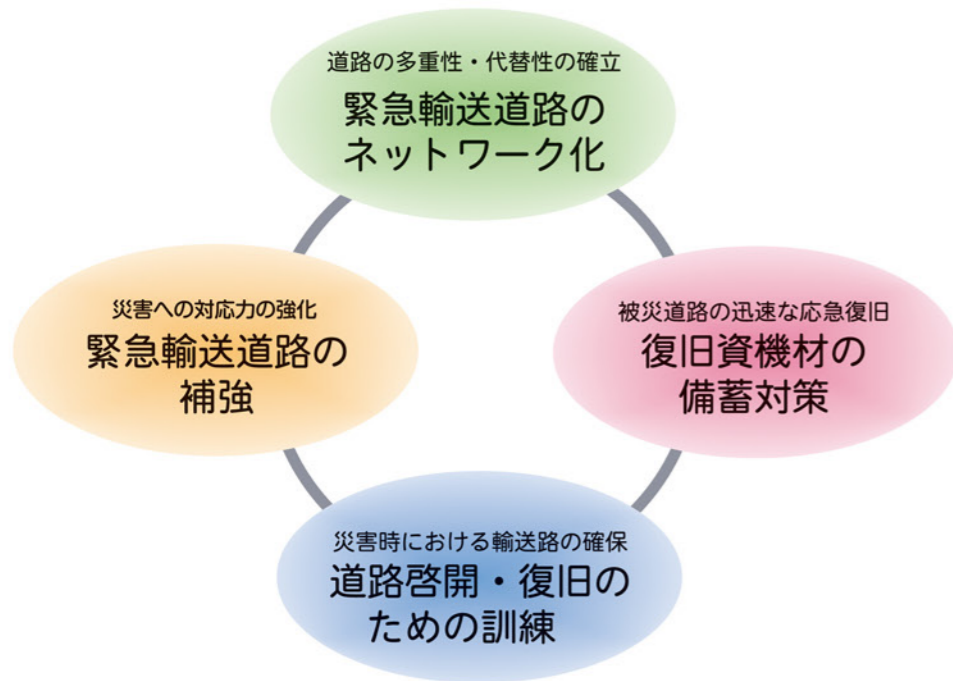 道路の多重性・代替性の確立
緊急輸送道路の
ネットワーク化
災害への対応力の強化
緊急輸送道路の
補強
被災道路の迅速な応急復旧
復旧資機材の
備蓄対策
災害時における輸送路の確保
道路啓開・復旧の
ための訓練